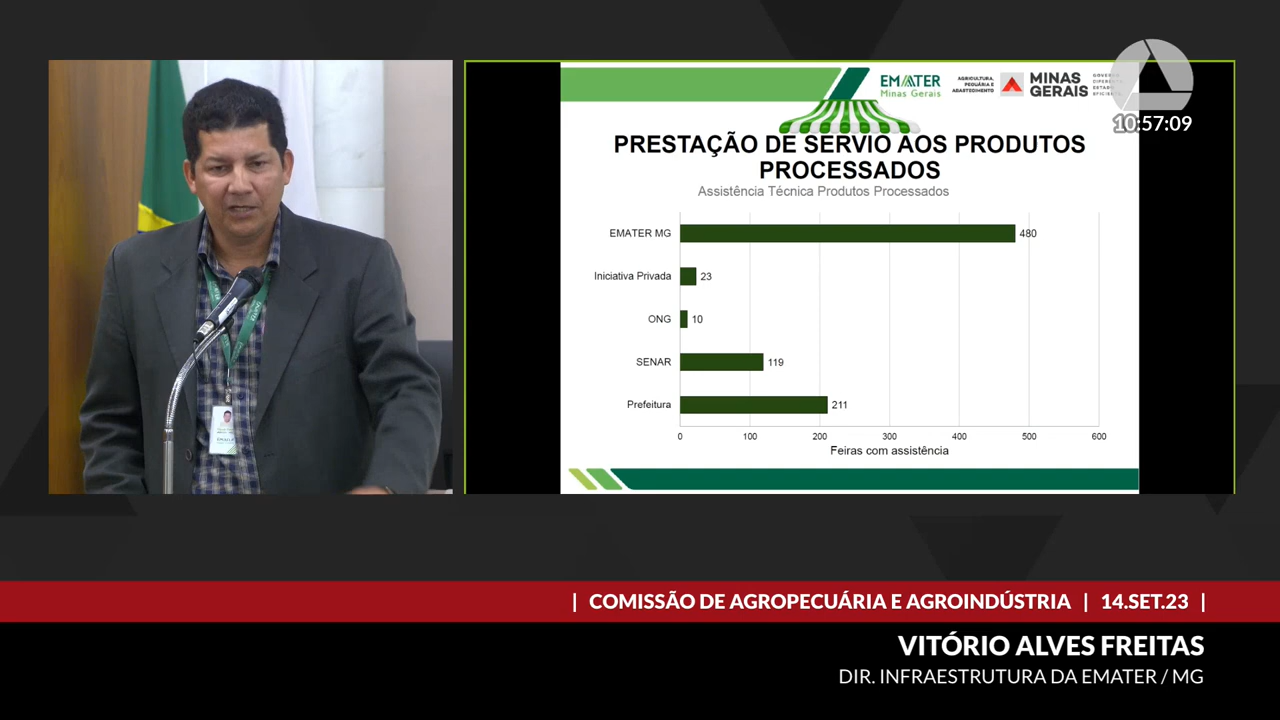 EMATER
Minas Gerais
AGRICULTURA,
PECUÁRIA E
ABASTECIMENTO
MINAS
GERAIS
10:57:09
PRESTAÇÃO DE SERVIO AOS PRODUTOS
PROCESSADOS
Assistência Técnica Produtos Processados
EMATER MG
480
Iniciativa Privada
23
ONG
10
SENAR
119
Prefeitura
211
0 100 200 300 400 500 600
Feiras com assistência
| COMISSÃO DE AGROPECUÁRIA E AGROINDÚSTRIA | 14.SET.23 |
VITÓRIO ALVES FREITAS
DIR. INFRAESTRUTURA DA EMATER / MG